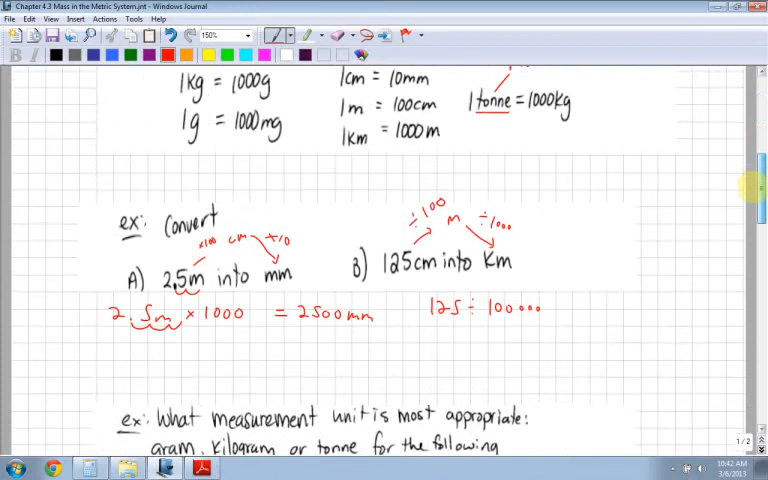 Chapter 4.3 Mass in the Metric System.jnt - Windows Journal
File Edit View Insert Actions Tools Help
150%
B I
1kg = 1000g
1cm = 10mm
1g = 1000mg
1m = 100cm
1 tonne = 1000kg
1Km = 1000m
ex: Convert
÷100 m ÷1000
×100 cm ×10
A) 2.5m into mm
B) 125cm into Km
2.5m × 1000 = 2500mm
125 ÷ 100000
ex: What measurement unit is most appropriate:
gram, kilogram or tonne for the following
1 / 2
10:42 AM
3/6/2013